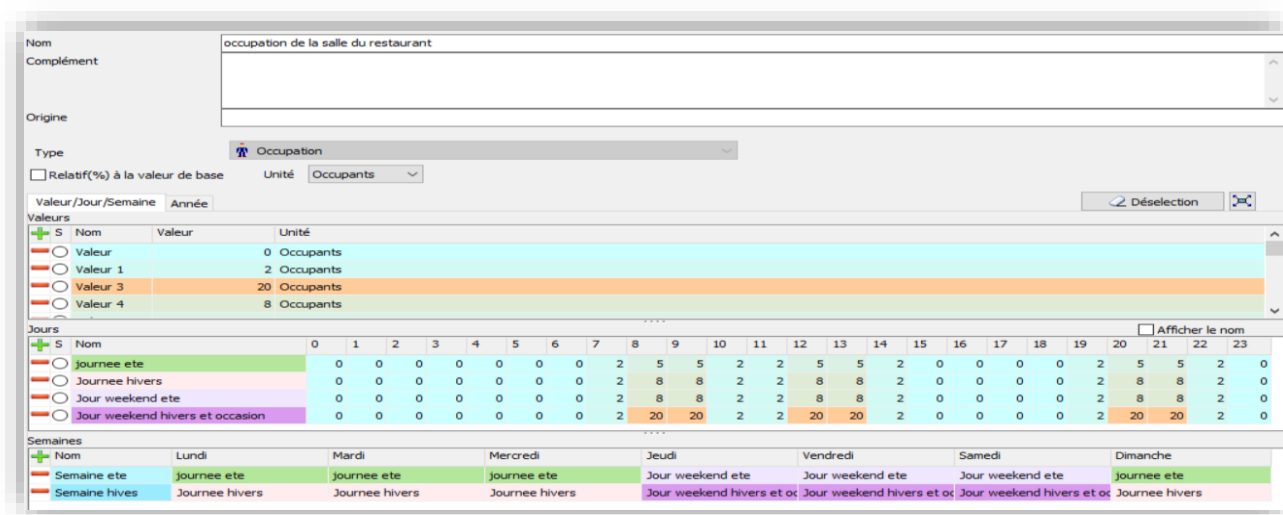 Nom occupation de la salle du restaurant
Complément
Origine
Type Occupation
Relatif(%) à la valeur de base Unité Occupants
Valeur/Jour/Semaine Année Déselection
Valeurs
S Nom Valeur Unité
Valeur 0 Occupants
Valeur 1 2 Occupants
Valeur 3 20 Occupants
Valeur 4 8 Occupants
Jours Afficher le nom
S Nom 0 1 2 3 4 5 6 7 8 9 10 11 12 13 14 15 16 17 18 19 20 21 22 23
journee ete 0 0 0 0 0 0 0 2 5 5 2 2 5 5 2 0 0 0 0 2 5 5 2 0
Journee hivers 0 0 0 0 0 0 0 2 8 8 2 2 8 8 2 0 0 0 0 2 8 8 2 0
Jour weekend ete 0 0 0 0 0 0 0 2 8 8 2 2 8 8 2 0 0 0 0 2 8 8 2 0
Jour weekend hivers et occasion 0 0 0 0 0 0 0 2 20 20 2 2 20 20 2 0 0 0 0 2 20 20 2 0
Semaines
Nom Lundi Mardi Mercredi Jeudi Vendredi Samedi Dimanche
Semaine ete journee ete journee ete journee ete Jour weekend ete Jour weekend ete Jour weekend ete journee ete
Semaine hives Journee hivers Journee hivers Journee hivers Jour weekend hivers et oc Jour weekend hivers et oc Jour weekend hivers et oc Journee hivers